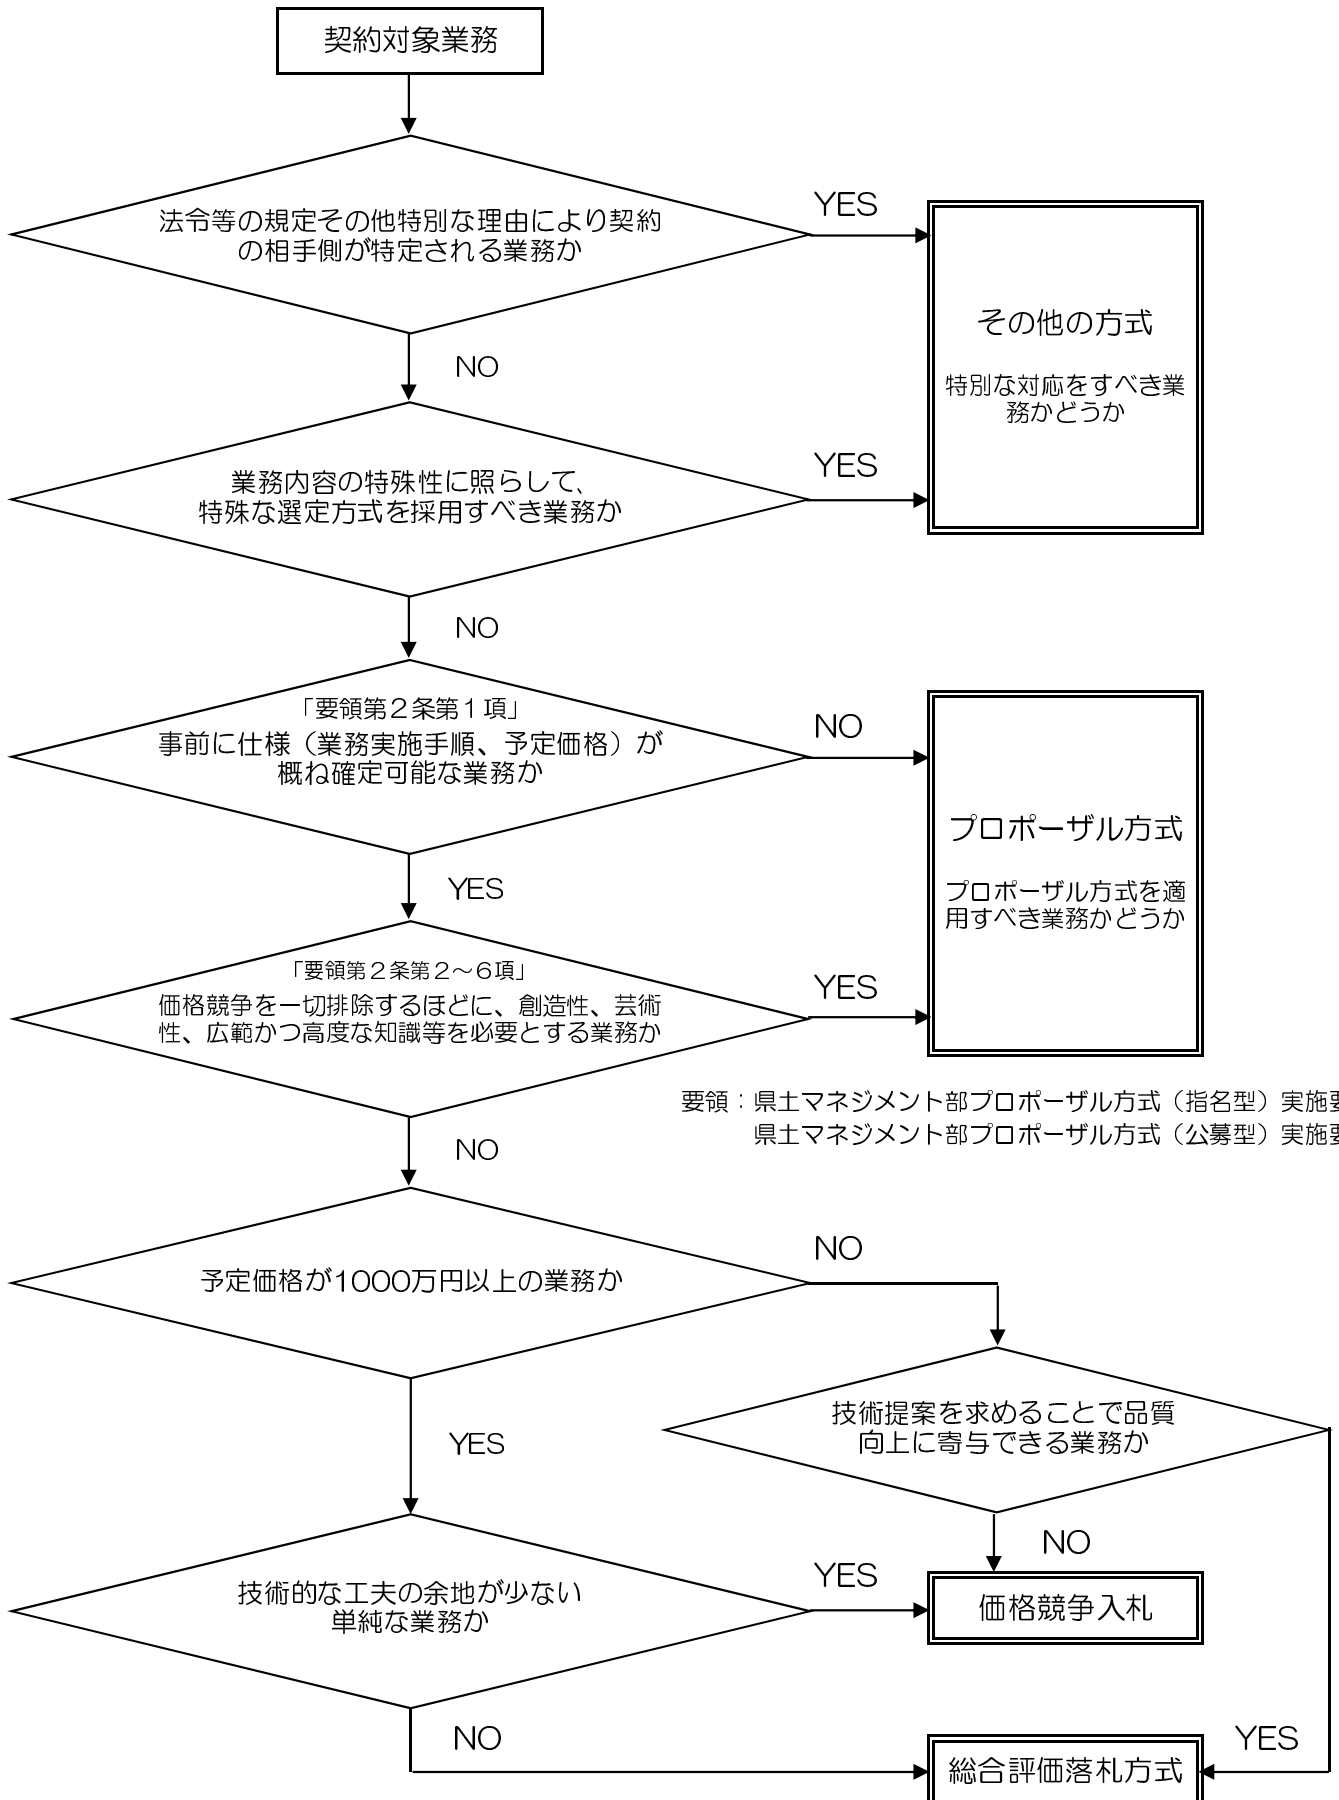 契約対象業務
法令等の規定その他特別な理由により契約
の相手側が特定される業務か
YES
その他の方式
特別な対応をすべき業
務かどうか
NO
業務内容の特殊性に照らして、
特殊な選定方式を採用すべき業務か
YES
NO
「要領第２条第１項」
事前に仕様（業務実施手順、予定価格）が
概ね確定可能な業務か
NO
プロポーザル方式
プロポーザル方式を適
用すべき業務かどうか
YES
「要領第２条第２～６項」
価格競争を一切排除するほどに、創造性、芸術
性、広範かつ高度な知識等を必要とする業務か
YES
要領：県土マネジメント部プロポーザル方式（指名型）実施要
県土マネジメント部プロポーザル方式（公募型）実施要
NO
予定価格が1000万円以上の業務か
NO
技術提案を求めることで品質
向上に寄与できる業務か
YES
NO
技術的な工夫の余地が少ない
単純な業務か
YES
価格競争入札
NO
YES
総合評価落札方式